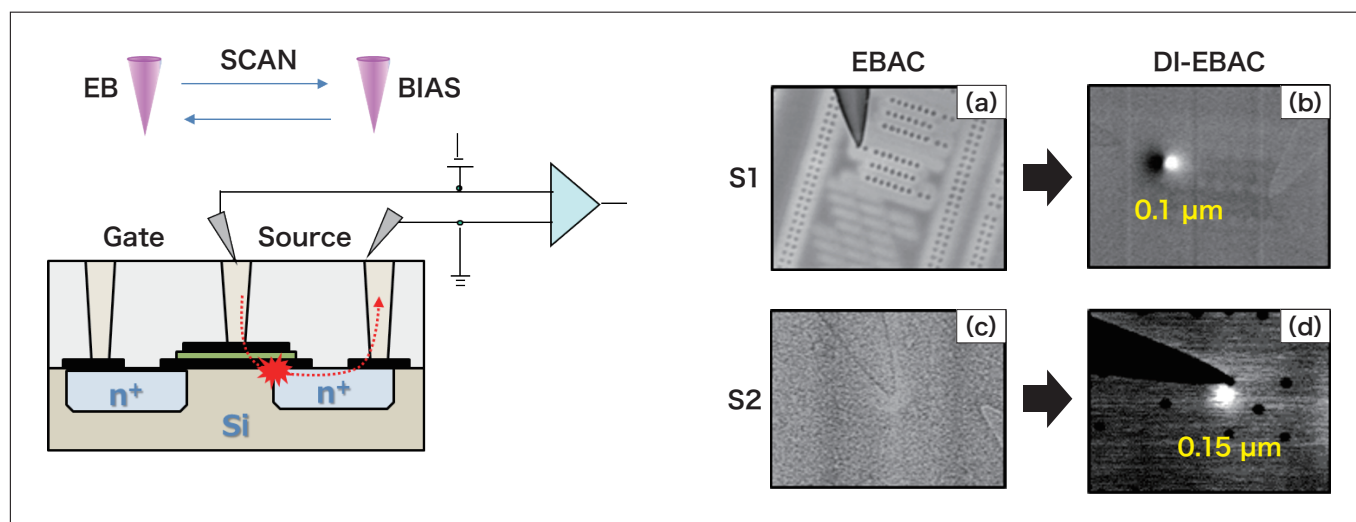 SCAN
EB
BIAS
Gate
Source
n+
n+
Si
EBAC
DI-EBAC
S1
(a)
(b)
0.1 μm
S2
(c)
(d)
0.15 μm